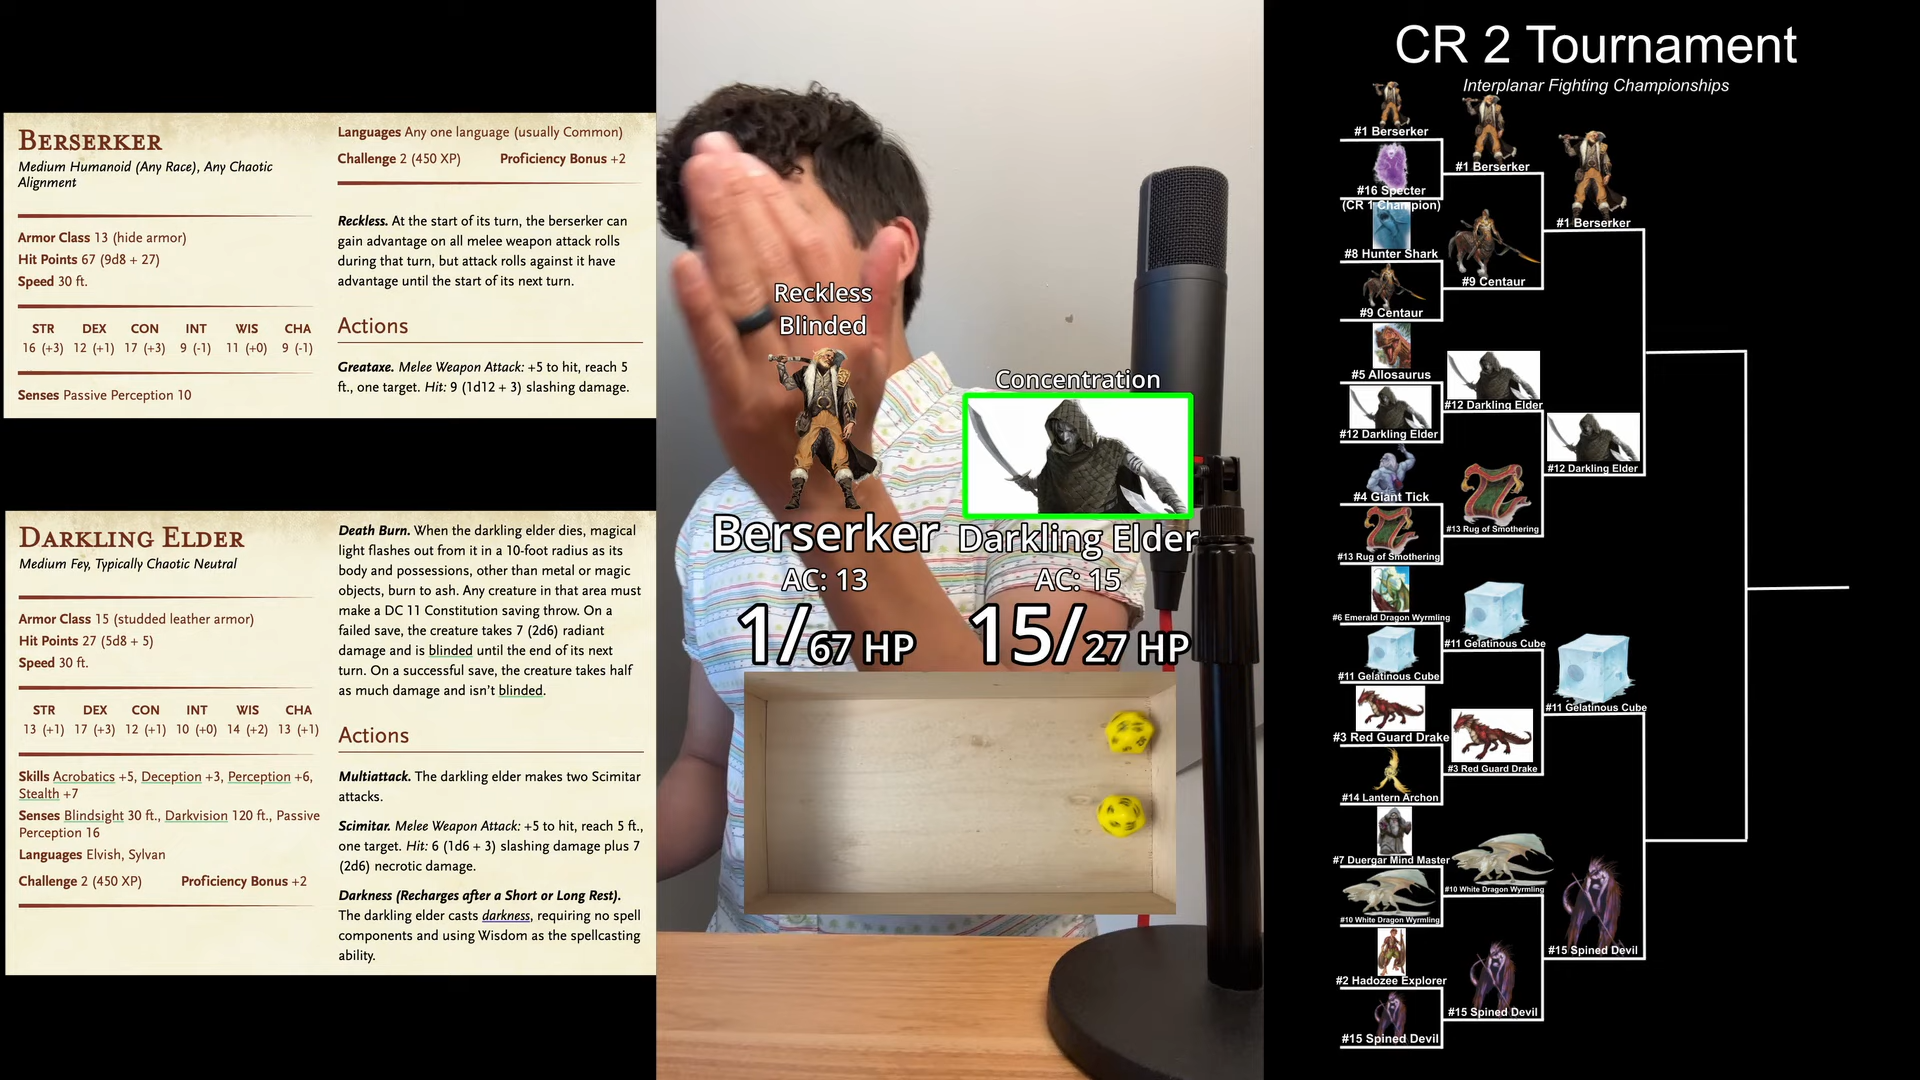 BERSERKER
Medium Humanoid (Any Race), Any Chaotic
Alignment
Armor Class 13 (hide armor)
Hit Points 67 (9d8 + 27)
Speed 30 ft.
STR DEX CON INT WIS CHA
16 (+3) 12 (+1) 17 (+3) 9 (-1) 11 (+0) 9 (-1)
Senses Passive Perception 10
Languages Any one language (usually Common)
Challenge 2 (450 XP) Proficiency Bonus +2
Reckless. At the start of its turn, the berserker can
gain advantage on all melee weapon attack rolls
during that turn, but attack rolls against it have
advantage until the start of its next turn.
Actions
Greataxe. Melee Weapon Attack: +5 to hit, reach 5
ft., one target. Hit: 9 (1d12 + 3) slashing damage.
DARKLING ELDER
Medium Fey, Typically Chaotic Neutral
Armor Class 15 (studded leather armor)
Hit Points 27 (5d8 + 5)
Speed 30 ft.
STR DEX CON INT WIS CHA
13 (+1) 17 (+3) 12 (+1) 10 (+0) 14 (+2) 13 (+1)
Skills Acrobatics +5, Deception +3, Perception +6,
Stealth +7
Senses Blindsight 30 ft., Darkvision 120 ft., Passive
Perception 16
Languages Elvish, Sylvan
Challenge 2 (450 XP) Proficiency Bonus +2
Death Burn. When the darkling elder dies, magical
light flashes out from it in a 10-foot radius as its
body and possessions, other than metal or magic
objects, burn to ash. Any creature in that area must
make a DC 11 Constitution saving throw. On a
failed save, the creature takes 7 (2d6) radiant
damage and is blinded until the end of its next
turn. On a successful save, the creature takes half
as much damage and isn't blinded.
Actions
Multiattack. The darkling elder makes two Scimitar
attacks.
Scimitar. Melee Weapon Attack: +5 to hit, reach 5 ft.,
one target. Hit: 6 (1d6 + 3) slashing damage plus 7
(2d6) necrotic damage.
Darkness (Recharges after a Short or Long Rest).
The darkling elder casts darkness, requiring no spell
components and using Wisdom as the spellcasting
ability.
Reckless
Blinded
Berserker
AC: 13
1/67 HP
Concentration
Darkling Elder
AC: 15
15/27 HP
CR 2 Tournament
Interplanar Fighting Championships
#1 Berserker
#16 Specter
(CR 1 Champion)
#8 Hunter Shark
#9 Centaur
#5 Allosaurus
#12 Darkling Elder
#4 Giant Tick
#13 Rug of Smothering
#6 Emerald Dragon Wyrmling
#11 Gelatinous Cube
#3 Red Guard Drake
#14 Lantern Archon
#7 Duergar Mind Master
#10 White Dragon Wyrmling
#2 Hadozee Explorer
#15 Spined Devil
#1 Berserker
#9 Centaur
#12 Darkling Elder
#13 Rug of Smothering
#11 Gelatinous Cube
#3 Red Guard Drake
#10 White Dragon Wyrmling
#15 Spined Devil
#1 Berserker
#12 Darkling Elder
#11 Gelatinous Cube
#15 Spined Devil